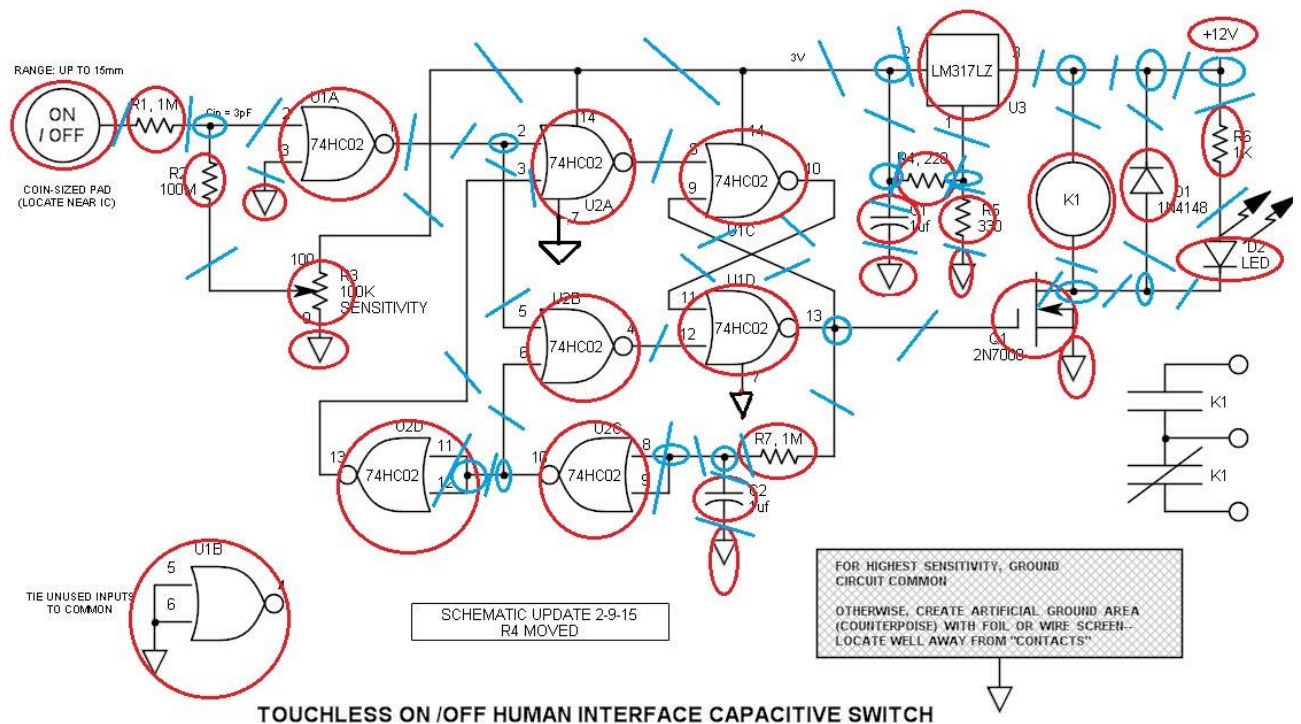 RANGE: UP TO 15mm
ON
/ OFF
COIN-SIZED PAD
(LOCATE NEAR IC)
R1, 1M
Cin = 3pF
R2
100M
U1A
2
3
1
74HC02
100
R3
100K
SENSITIVITY
0
14
2
3
1
74HC02
U2A
7
3V
14
8
9
10
74HC02
U1C
U2B
5
6
4
74HC02
U1D
11
12
13
74HC02
7
U2D
13
11
12
74HC02
U2C
10
8
9
74HC02
R7, 1M
C2
1uf
2
LM317LZ
3
U3
1
R4, 220
C1
1uf
R5
330
K1
D1
1N4148
+12V
R6
1K
D2
LED
Q1
2N7000
K1
K1
U1B
5
6
4
TIE UNUSED INPUTS
TO COMMON
SCHEMATIC UPDATE 2-9-15
R4 MOVED
FOR HIGHEST SENSITIVITY, GROUND
CIRCUIT COMMON
OTHERWISE, CREATE ARTIFICIAL GROUND AREA
(COUNTERPOISE) WITH FOIL OR WIRE SCREEN--
LOCATE WELL AWAY FROM "CONTACTS"
TOUCHLESS ON /OFF HUMAN INTERFACE CAPACITIVE SWITCH